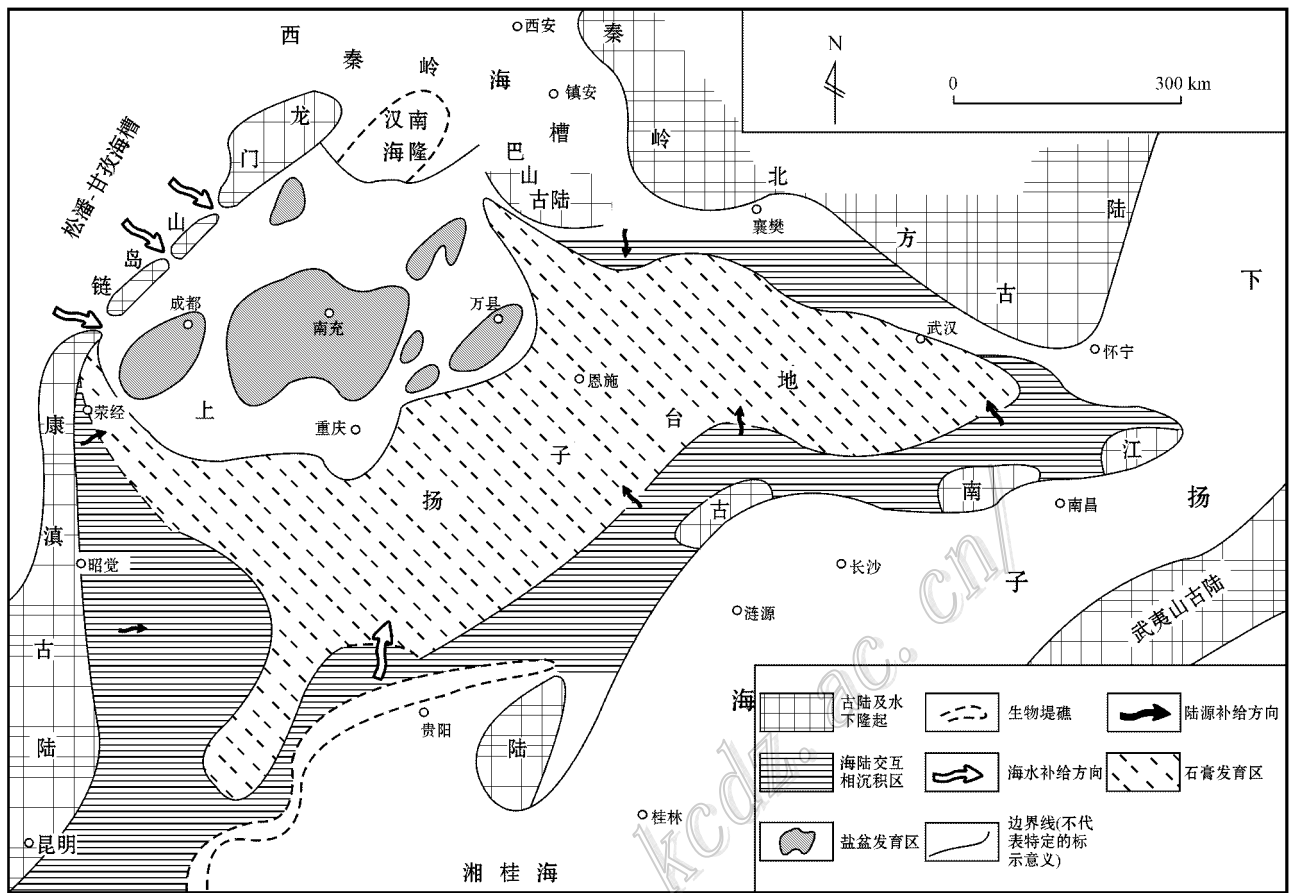 西秦岭海槽
西安
镇安
秦岭
北方古陆
N
0 300 km
龙门山
岛链
汉南
海隆
巴山
古陆
松潘-甘孜海槽
襄樊
下扬子海
成都
南充
万县
武汉
怀宁
恩施
荥经
重庆
上扬子台地
康滇古陆
昭觉
江南古陆
南昌
长沙
涟源
武夷山古陆
贵阳
桂林
昆明
湘桂海
古陆及水
下隆起
生物堤礁
陆源补给方向
海陆交互
相沉积区
海水补给方向
石膏发育区
盐盆发育区
边界线(不代
表特定的标
示意义)
kcdz.ac.cn/